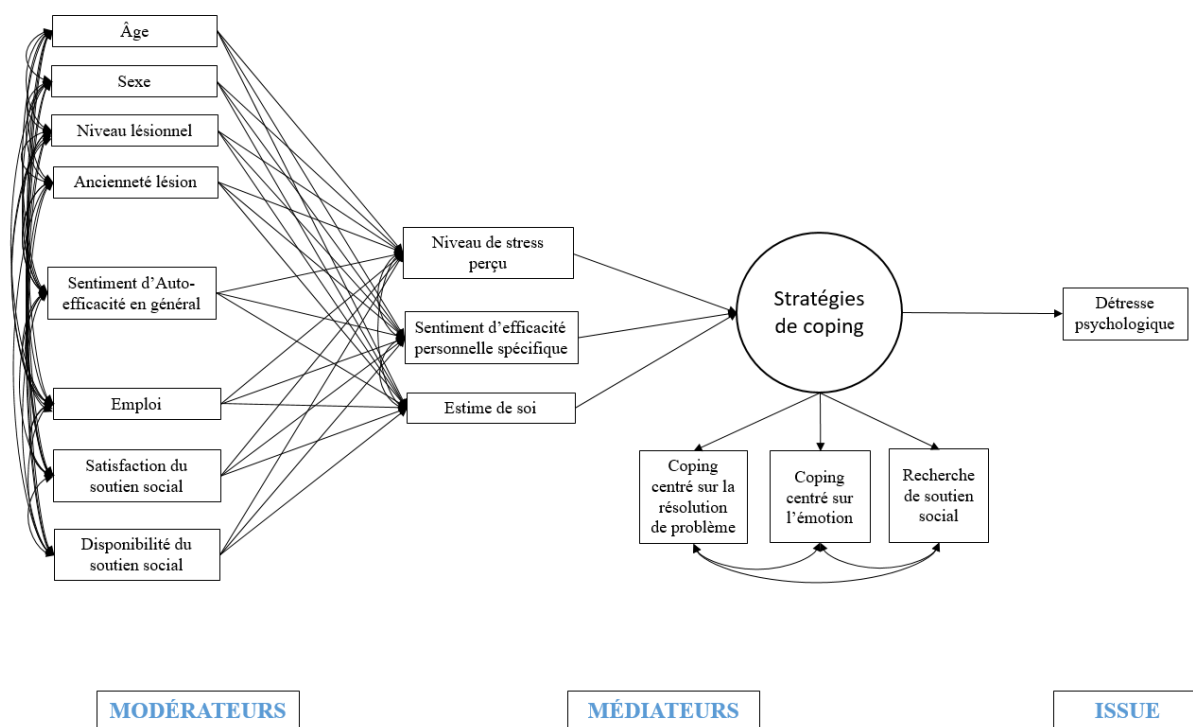 Âge
Sexe
Niveau lésionnel
Ancienneté lésion
Sentiment d'Auto-
efficacité en général
Emploi
Satisfaction du
soutien social
Disponibilité du
soutien social
Niveau de stress
perçu
Sentiment d'efficacité
personnelle spécifique
Estime de soi
Stratégies
de coping
Coping
centré sur la
résolution
de problème
Coping
centré sur
l'émotion
Recherche
de soutien
social
Détresse
psychologique
MODÉRATEURS
MÉDIATEURS
ISSUE